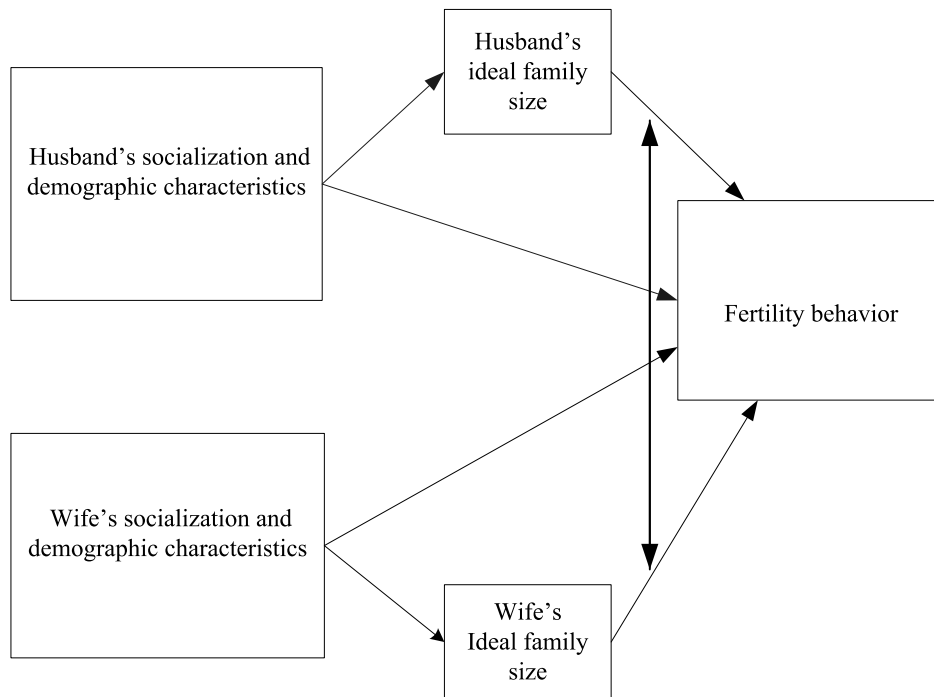 Husband’s
ideal family
size
Husband’s socialization and
demographic characteristics
Fertility behavior
Wife’s socialization and
demographic characteristics
Wife’s
Ideal family
size